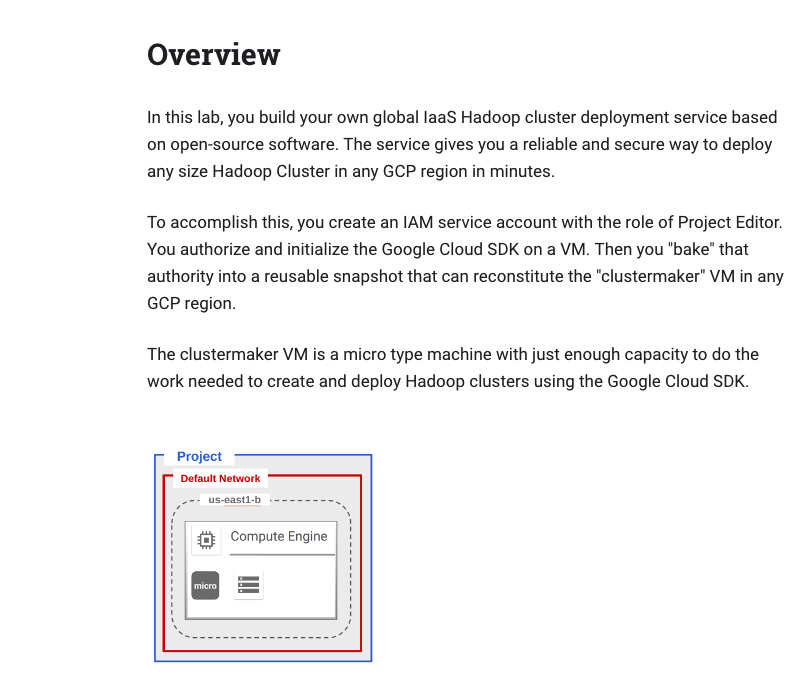 Overview
In this lab, you build your own global IaaS Hadoop cluster deployment service based
on open-source software. The service gives you a reliable and secure way to deploy
any size Hadoop Cluster in any GCP region in minutes.
To accomplish this, you create an IAM service account with the role of Project Editor.
You authorize and initialize the Google Cloud SDK on a VM. Then you "bake" that
authority into a reusable snapshot that can reconstitute the "clustermaker" VM in any
GCP region.
The clustermaker VM is a micro type machine with just enough capacity to do the
work needed to create and deploy Hadoop clusters using the Google Cloud SDK.
Project
Default Network
us-east1-b
Compute Engine
micro